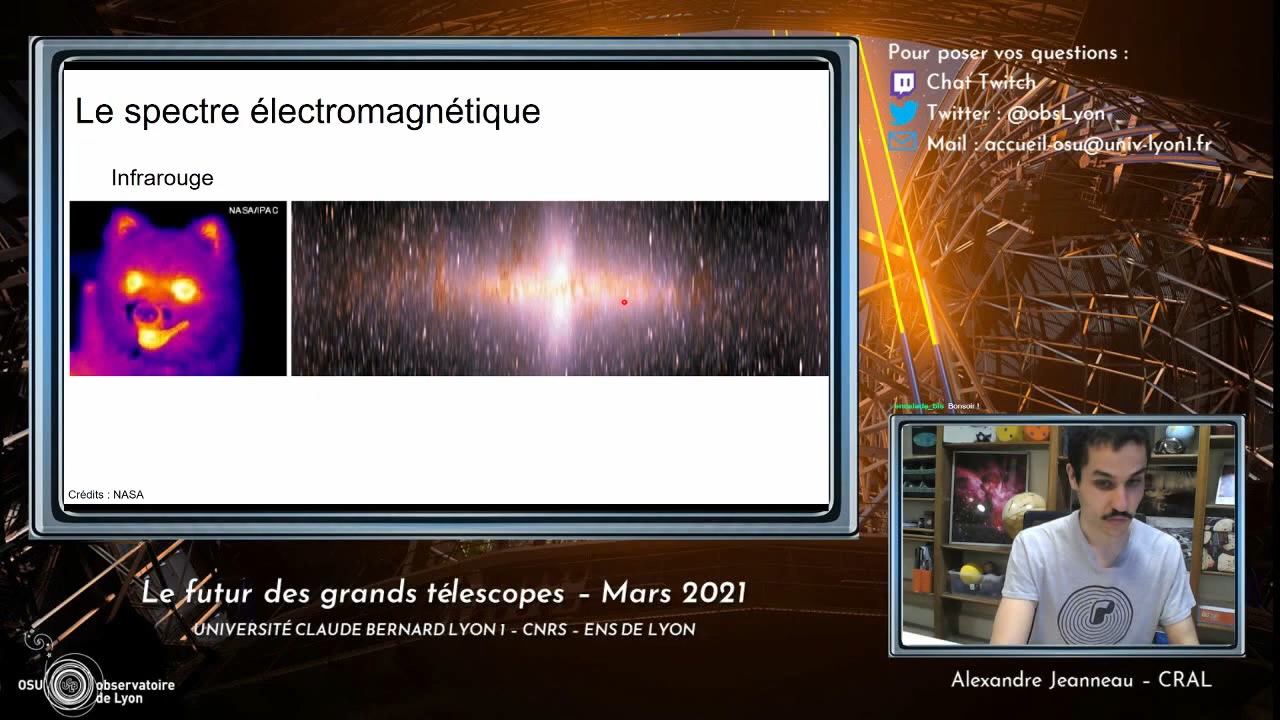 Le spectre électromagnétique
Infrarouge
NASA/IPAC
Crédits : NASA
Pour poser vos questions :
Chat Twitch
Twitter : @obsLyon_
Mail : accueil-osu@univ-lyon1.fr
encelade_bis Bonsoir !
Le futur des grands télescopes - Mars 2021
UNIVERSITÉ CLAUDE BERNARD LYON 1 - CNRS - ENS DE LYON
OSU
observatoire
de Lyon
Alexandre Jeanneau - CRAL